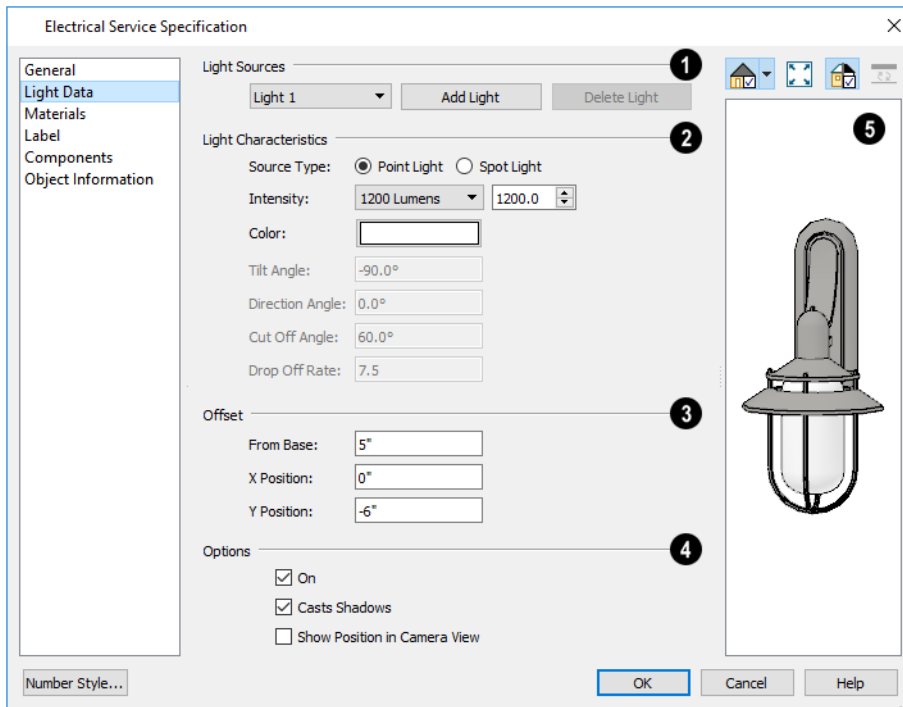 Electrical Service Specification
General
Light Data
Materials
Label
Components
Object Information
Light Sources
1
Light 1
Add Light
Delete Light
Light Characteristics
2
Source Type: Point Light Spot Light
Intensity: 1200 Lumens 1200.0
Color:
Tilt Angle: -90.0°
Direction Angle: 0.0°
Cut Off Angle: 60.0°
Drop Off Rate: 7.5
Offset
3
From Base: 5"
X Position: 0"
Y Position: -6"
Options
4
On
Casts Shadows
Show Position in Camera View
5
Number Style...
OK
Cancel
Help